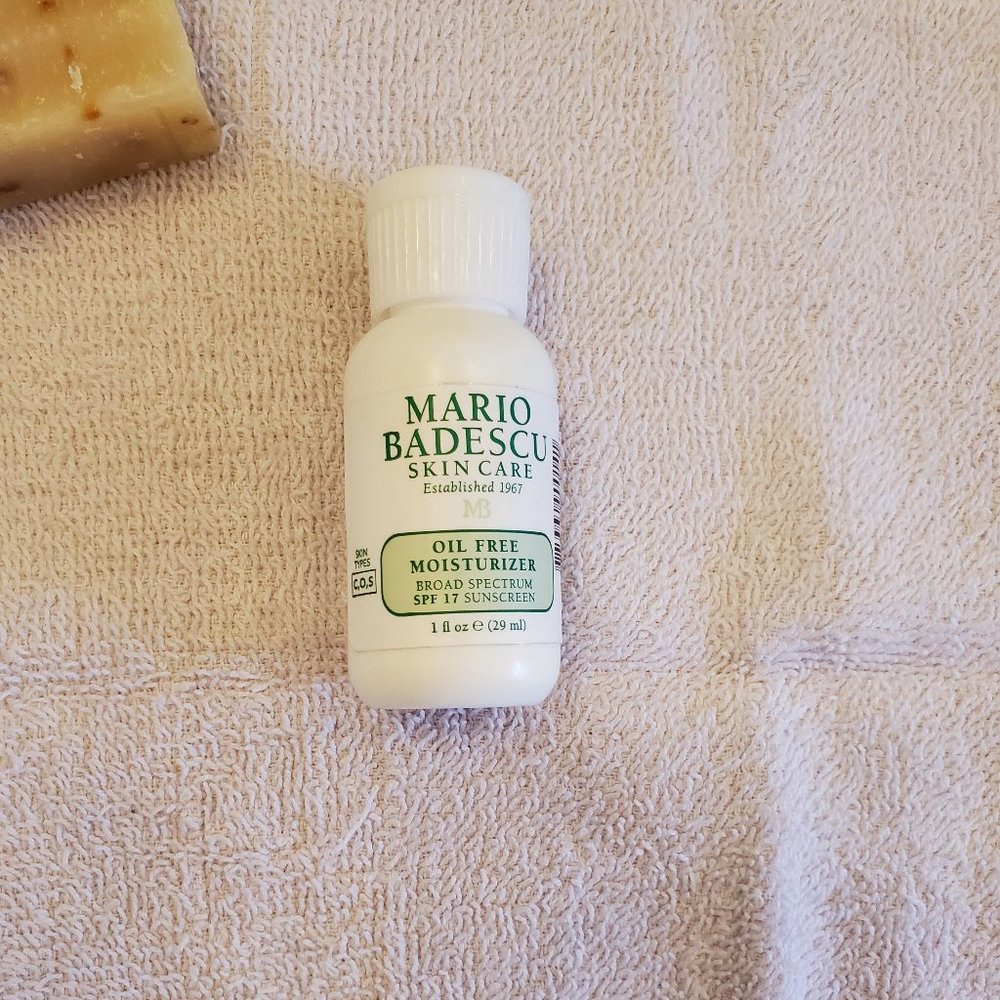 MARIO
BADESCU
SKIN CARE
Established 1967
MB
SKIN
TYPES
C,O,S
OIL FREE
MOISTURIZER
BROAD SPECTRUM
SPF 17 SUNSCREEN
1 fl oz ℮ (29 ml)